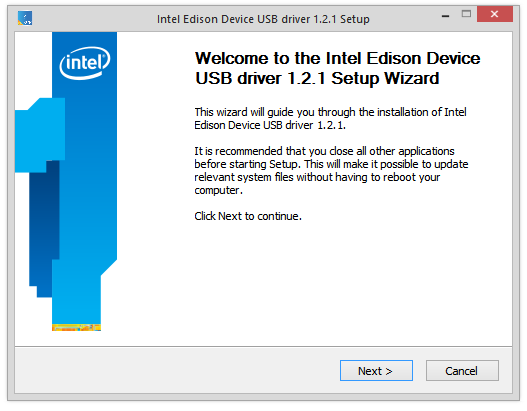 Intel Edison Device USB driver 1.2.1 Setup
intel
Welcome to the Intel Edison Device
USB driver 1.2.1 Setup Wizard
This wizard will guide you through the installation of Intel
Edison Device USB driver 1.2.1.
It is recommended that you close all other applications
before starting Setup. This will make it possible to update
relevant system files without having to reboot your
computer.
Click Next to continue.
Next >
Cancel